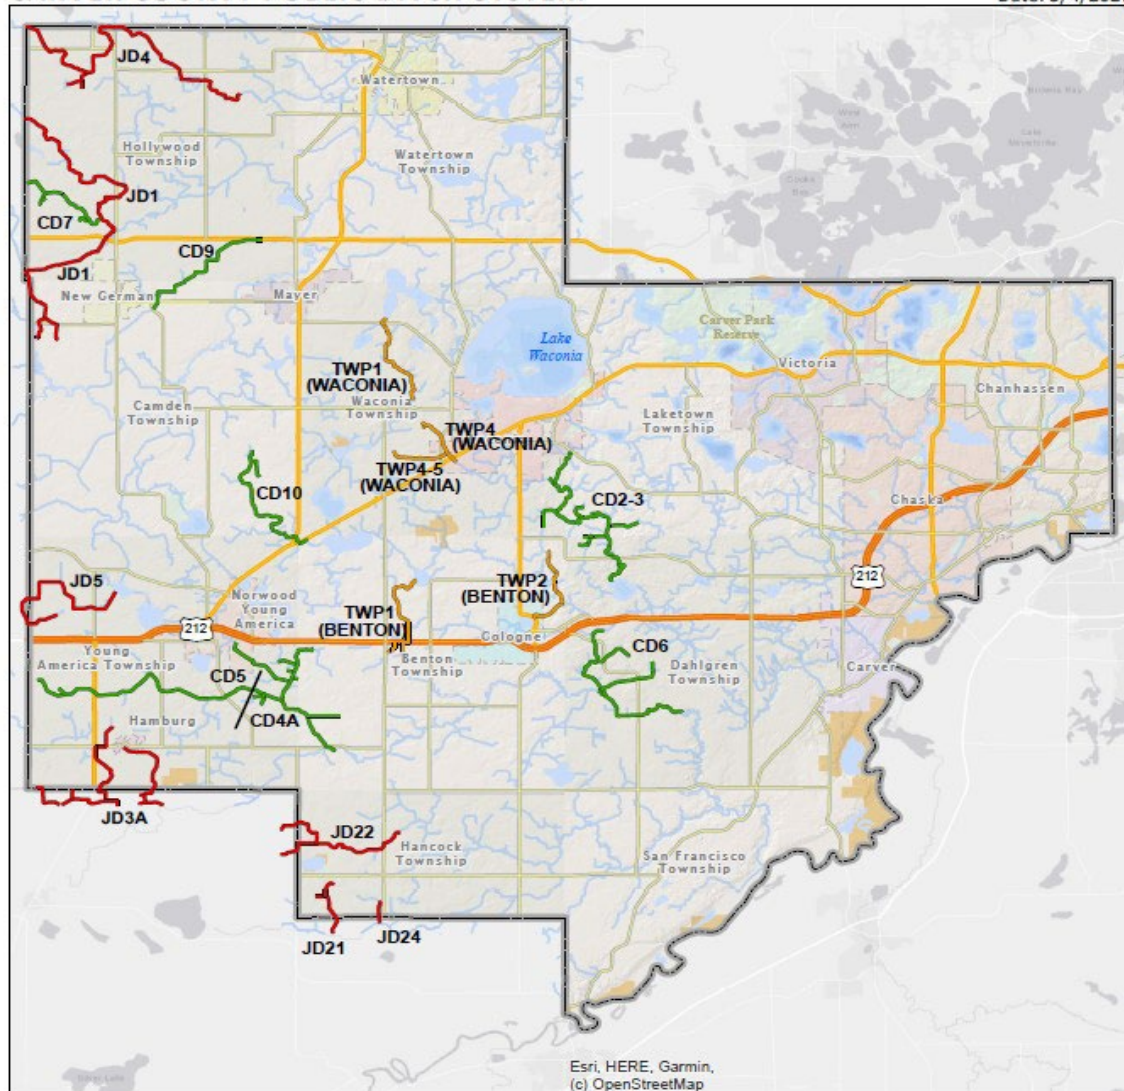 JD4
Watertown
Hollywood
Township
Watertown
Township
JD1
CD7
CD9
JD1
New German
Mayer
Lake
Waconia
Carver Park
Reserve
Victoria
Chanhassen
TWP1
(WACONIA)
Waconia
Township
Camden
Township
Laketown
Township
TWP4
(WACONIA)
TWP4-5
(WACONIA)
CD10
CD2-3
Chaska
JD5
Norwood
Young
America
TWP2
(BENTON)
212
212
TWP1
(BENTON)
Cologne
Young
America Township
Benton
Township
CD6
Dahlgren
Township
Carver
CD5
CD4A
Hamburg
JD3A
JD22
Hancock
Township
San Francisco
Township
JD21
JD24
Esri, HERE, Garmin,
(c) OpenStreetMap